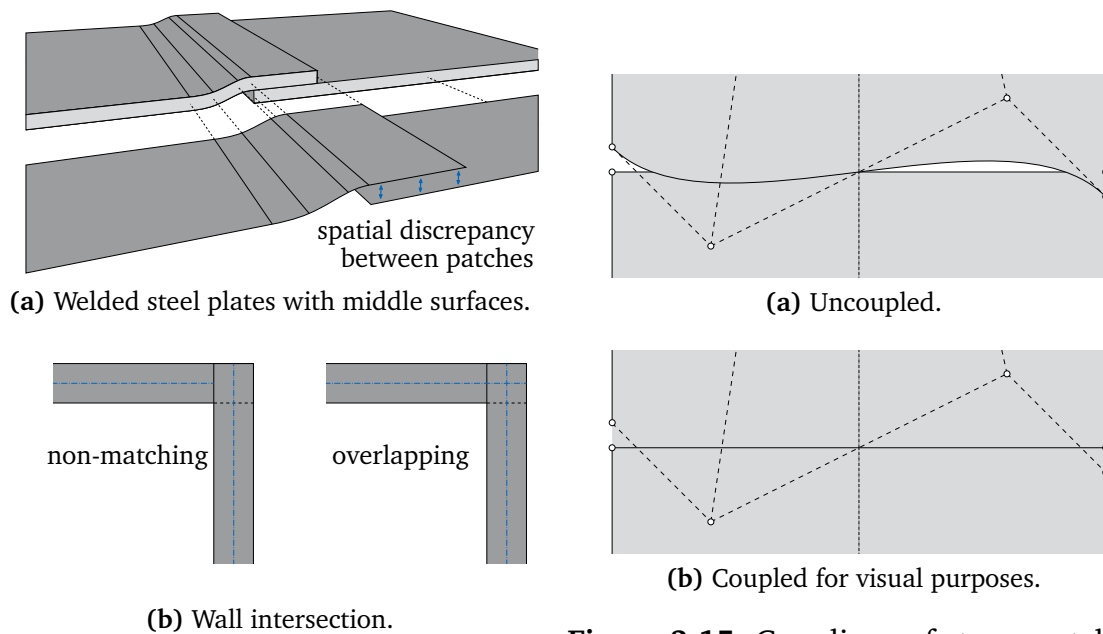 spatial discrepancy
between patches
(a) Welded steel plates with middle surfaces.
non-matching
overlapping
(b) Wall intersection.
(a) Uncoupled.
(b) Coupled for visual purposes.